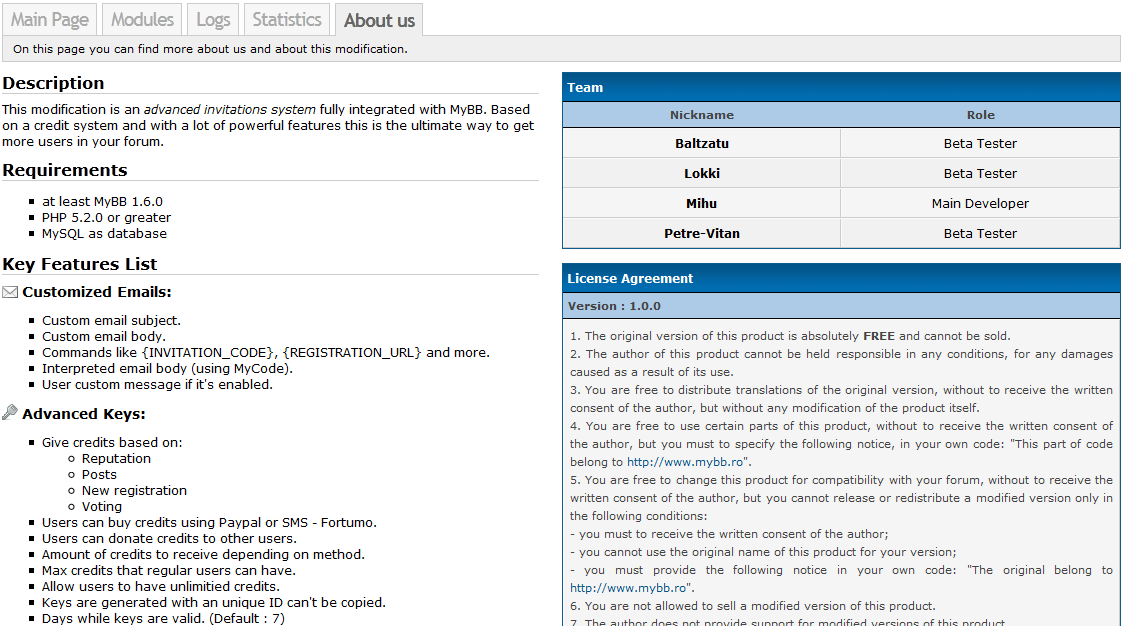 Main Page Modules Logs Statistics About us
On this page you can find more about us and about this modification.
Description
This modification is an advanced invitations system fully integrated with MyBB. Based
on a credit system and with a lot of powerful features this is the ultimate way to get
more users in your forum.
Requirements
at least MyBB 1.6.0
PHP 5.2.0 or greater
MySQL as database
Key Features List
Customized Emails:
Custom email subject.
Custom email body.
Commands like {INVITATION_CODE}, {REGISTRATION_URL} and more.
Interpreted email body (using MyCode).
User custom message if it's enabled.
Advanced Keys:
Give credits based on:
Reputation
Posts
New registration
Voting
Users can buy credits using Paypal or SMS - Fortumo.
Users can donate credits to other users.
Amount of credits to receive depending on method.
Max credits that regular users can have.
Allow users to have unlimitied credits.
Keys are generated with an unique ID can't be copied.
Days while keys are valid. (Default : 7)
Team
Nickname Role
Baltzatu Beta Tester
Lokki Beta Tester
Mihu Main Developer
Petre-Vitan Beta Tester
License Agreement
Version : 1.0.0
1. The original version of this product is absolutely FREE and cannot be sold.
2. The author of this product cannot be held responsible in any conditions, for any damages
caused as a result of its use.
3. You are free to distribute translations of the original version, without to receive the written
consent of the author, but without any modification of the product itself.
4. You are free to use certain parts of this product, without to receive the written consent of
the author, but you must to specify the following notice, in your own code: "This part of code
belong to http://www.mybb.ro".
5. You are free to change this product for compatibility with your forum, without to receive the
written consent of the author, but you cannot release or redistribute a modified version only in
the following conditions:
- you must to receive the written consent of the author;
- you cannot use the original name of this product for your version;
- you must provide the following notice in your own code: "The original belong to
http://www.mybb.ro".
6. You are not allowed to sell a modified version of this product.
7. The author does not provide support for modified versions of this product.